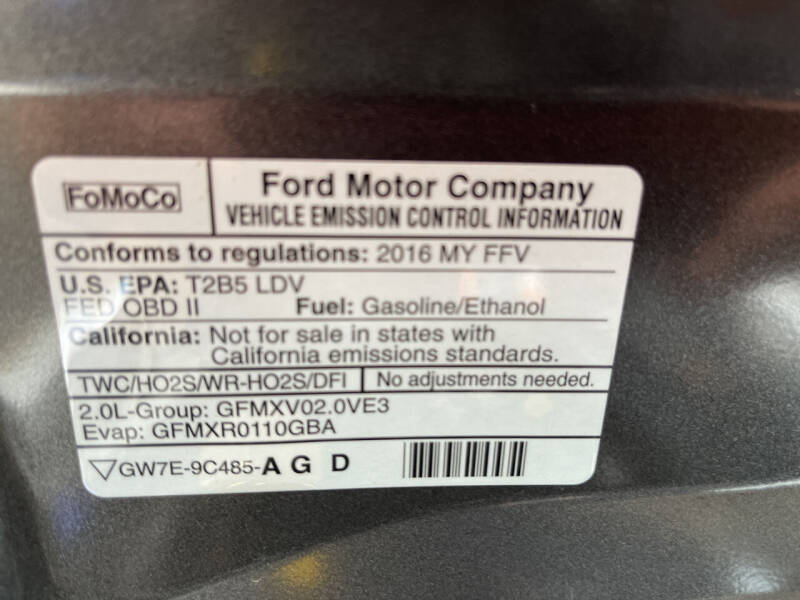 FoMoCo
Ford Motor Company
VEHICLE EMISSION CONTROL INFORMATION
Conforms to regulations: 2016 MY FFV
U.S. EPA: T2B5 LDV
FED OBD II Fuel: Gasoline/Ethanol
California: Not for sale in states with
California emissions standards.
TWC/HO2S/WR-HO2S/DFI No adjustments needed.
2.0L-Group: GFMXV02.0VE3
Evap: GFMXR0110GBA
GW7E-9C485-A G D